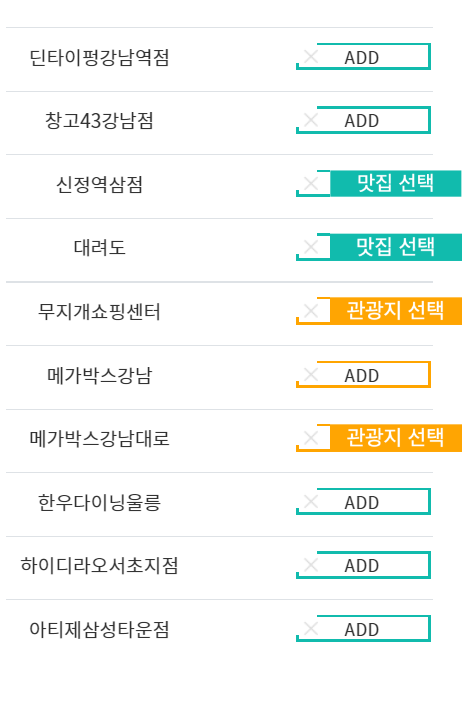 딘타이펑강남역점 ADD
창고43강남점 ADD
신정역삼점 맛집 선택
대려도 맛집 선택
무지개쇼핑센터 관광지 선택
메가박스강남 ADD
메가박스강남대로 관광지 선택
한우다이닝울릉 ADD
하이디라오서초지점 ADD
아티제삼성타운점 ADD